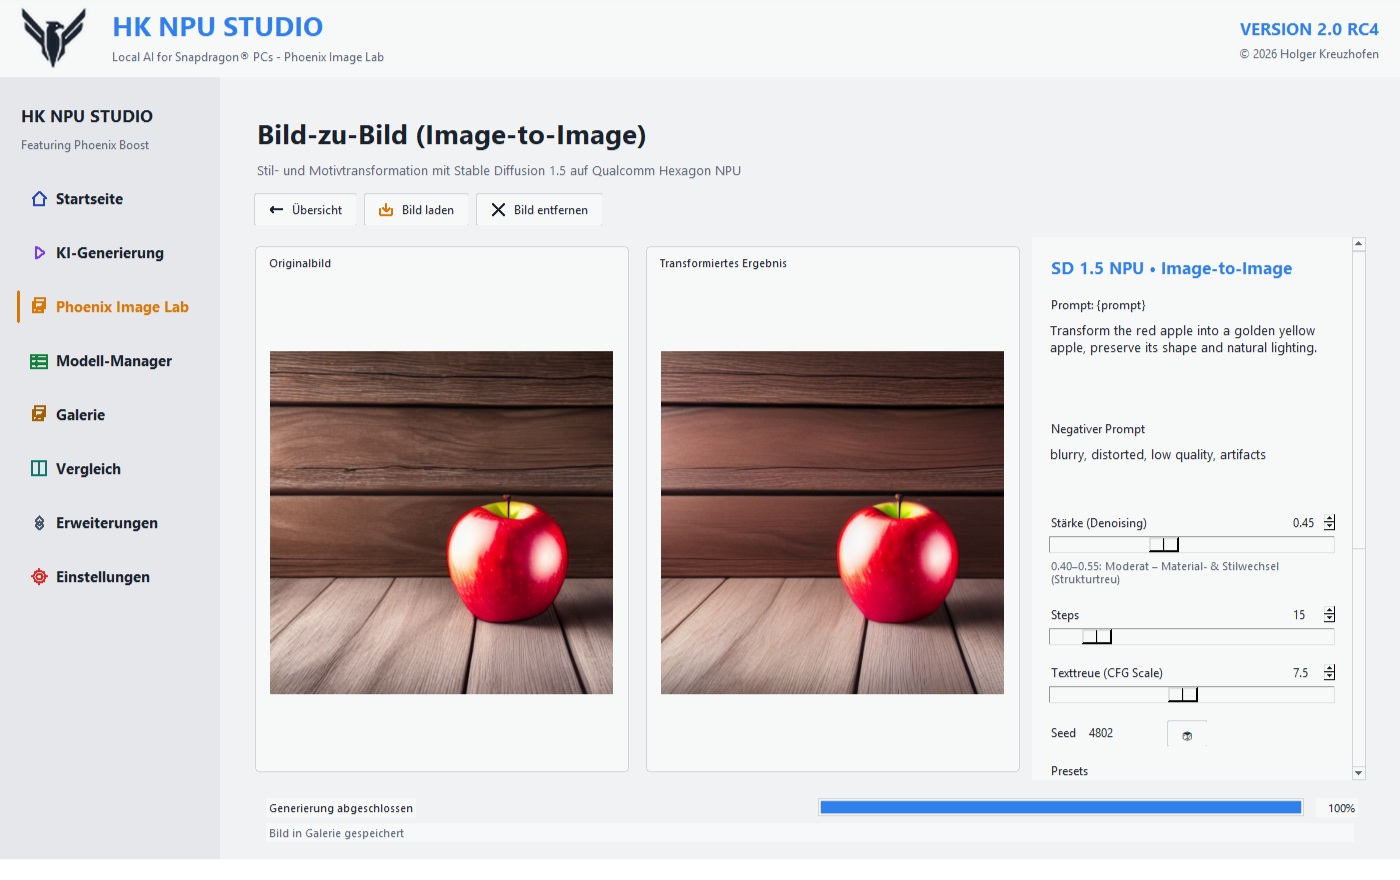 HK NPU STUDIO
Local AI for Snapdragon® PCs - Phoenix Image Lab
VERSION 2.0 RC4
© 2026 Holger Kreuzhofen
HK NPU STUDIO
Featuring Phoenix Boost
Startseite
KI-Generierung
Phoenix Image Lab
Modell-Manager
Galerie
Vergleich
Erweiterungen
Einstellungen
Bild-zu-Bild (Image-to-Image)
Stil- und Motivtransformation mit Stable Diffusion 1.5 auf Qualcomm Hexagon NPU
Übersicht
Bild laden
Bild entfernen
Originalbild
Transformiertes Ergebnis
SD 1.5 NPU • Image-to-Image
Prompt: {prompt}
Transform the red apple into a golden yellow
apple, preserve its shape and natural lighting.
Negativer Prompt
blurry, distorted, low quality, artifacts
Stärke (Denoising) 0.45
0.40–0.55: Moderat – Material- & Stilwechsel
(Strukturtreu)
Steps 15
Texttreue (CFG Scale) 7.5
Seed 4802
Presets
Generierung abgeschlossen
100%
Bild in Galerie gespeichert